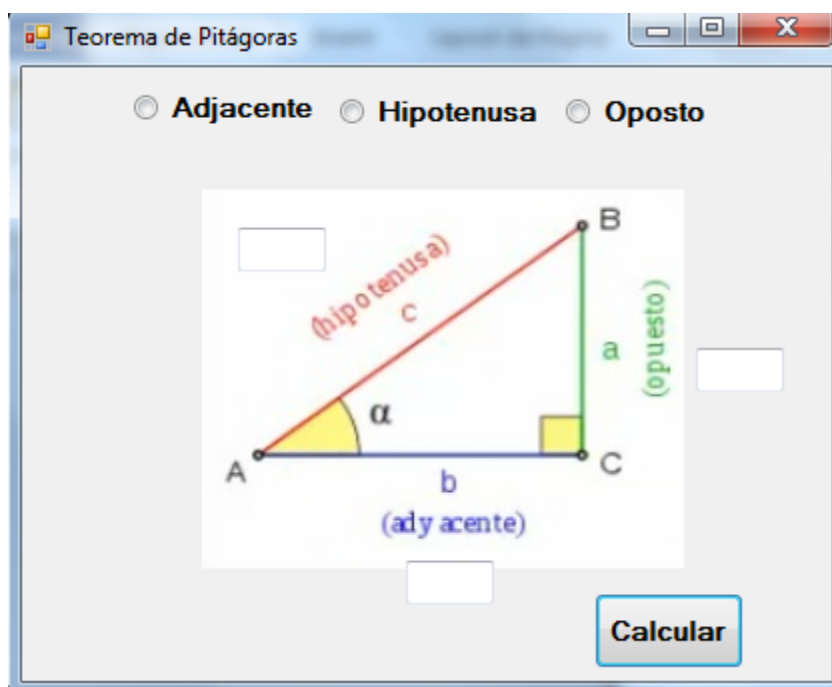 Teorema de Pitágoras
X
Adjacente Hipotenusa Oposto
B
(hipotenusa)
c
a
(opuesto)
α
A
C
b
(adyacente)
Calcular